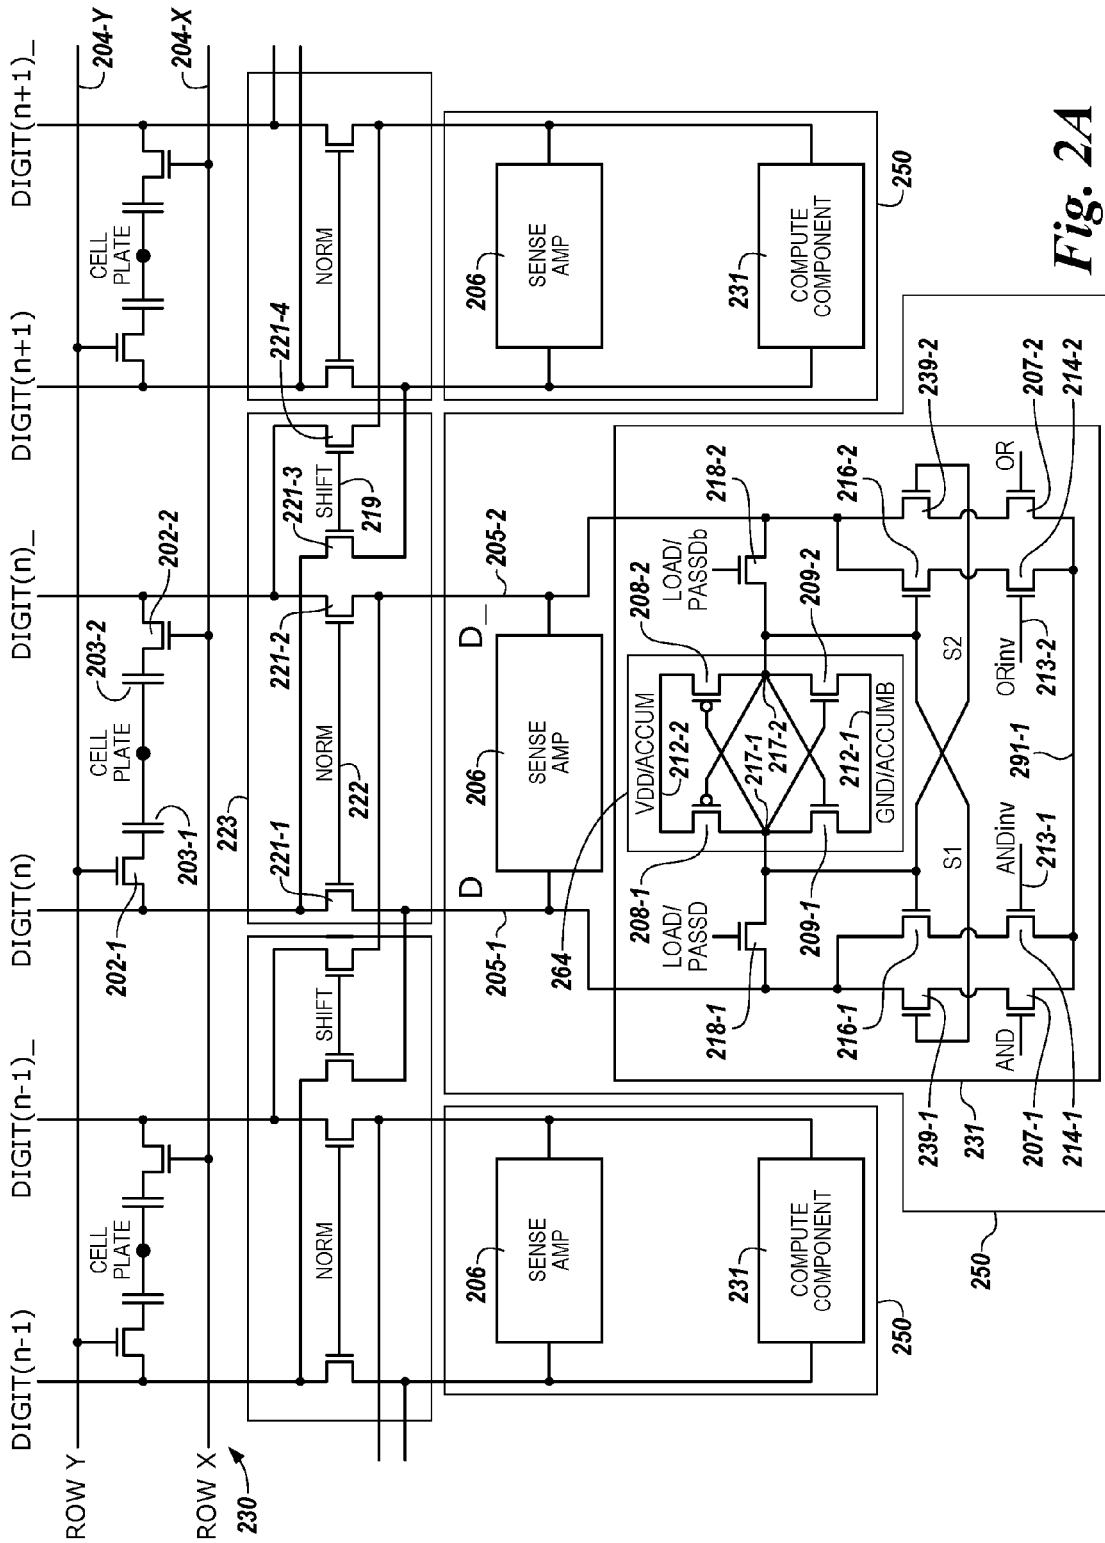 DIGIT(n-1)
DIGIT(n-1)_
DIGIT(n)
DIGIT(n)_
DIGIT(n+1)
DIGIT(n+1)_
ROW Y
204-Y
CELL
PLATE
202-1
203-1
CELL
PLATE
203-2
202-2
CELL
PLATE
ROW X
204-X
230
NORM
SHIFT
223
221-1
NORM
222
221-2
221-3
SHIFT
219
221-4
NORM
205-1
D
D_
205-2
206
SENSE
AMP
206
SENSE
AMP
206
SENSE
AMP
231
COMPUTE
COMPONENT
250
231
COMPUTE
COMPONENT
250
264
LOAD/
PASSD
218-1
208-1
209-1
VDD/ACCUM
212-2
217-1
217-2
212-1
GND/ACCUMB
208-2
209-2
LOAD/
PASSDb
218-2
216-1
239-1
S1
S2
216-2
239-2
AND
ANDinv
213-1
291-1
ORinv
213-2
OR
231
207-1
214-1
207-2
214-2
250
Fig. 2A